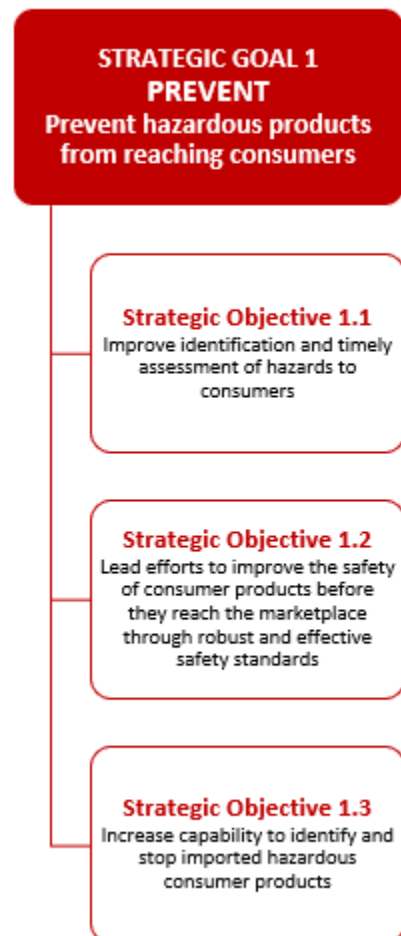 STRATEGIC GOAL 1
PREVENT
Prevent hazardous products
from reaching consumers
Strategic Objective 1.1
Improve identification and timely
assessment of hazards to
consumers
Strategic Objective 1.2
Lead efforts to improve the safety
of consumer products before
they reach the marketplace
through robust and effective
safety standards
Strategic Objective 1.3
Increase capability to identify and
stop imported hazardous
consumer products